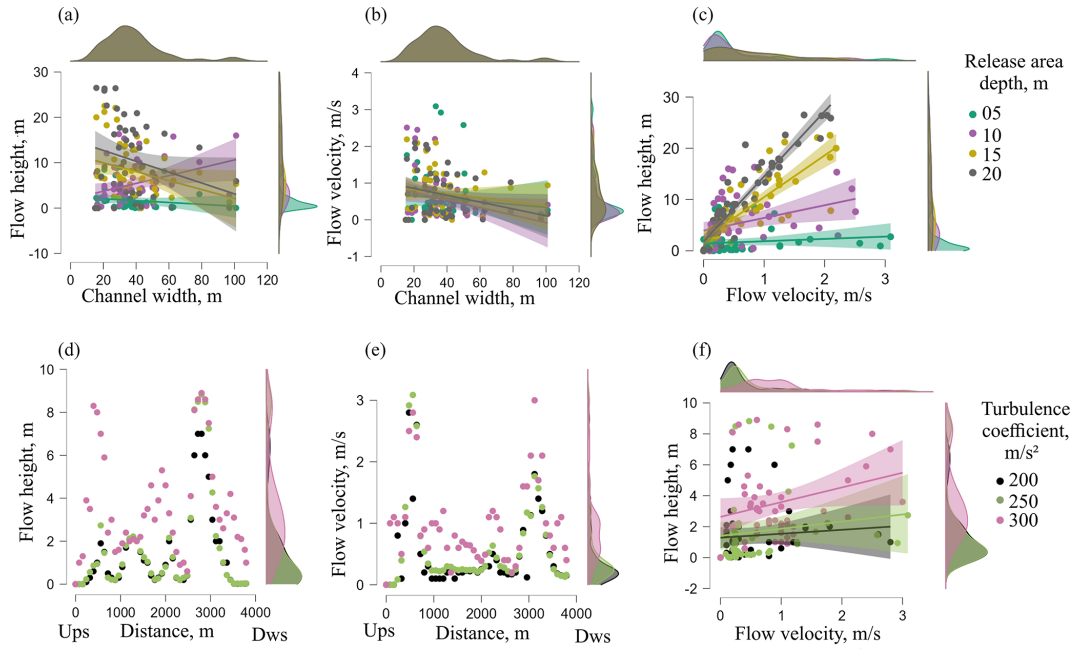 (a)
(b)
(c)
30
20
10
0
-10
Flow height, m
0 20 40 60 80 100 120
Channel width, m
4
3
2
1
0
-1
Flow velocity, m/s
0 20 40 60 80 100 120
Channel width, m
30
20
10
0
Flow height, m
0 1 2 3
Flow velocity, m/s
Release area
depth, m
05
10
15
20
(d)
(e)
(f)
10
8
6
4
2
0
Flow height, m
0 1000 2000 3000 4000
Ups Distance, m Dws
3
2
1
0
Flow velocity, m/s
0 1000 2000 3000 4000
Ups Distance, m Dws
10
8
6
4
2
0
-2
Flow height, m
0 1 2 3
Flow velocity, m/s
Turbulence
coefficient,
m/s²
200
250
300